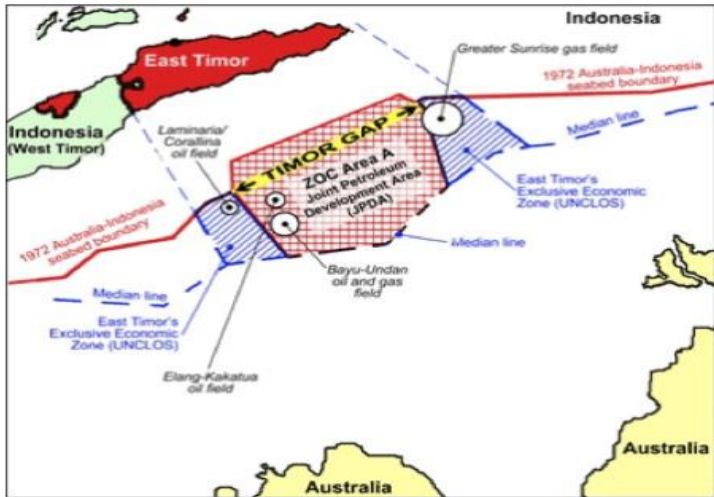 Indonesia
Greater Sunrise gas field
East Timor
1972 Australia-Indonesia
seabed boundary
Indonesia
(West Timor)
Laminaria/
Corallina
oil field
TIMOR GAP
ZOC Area A
Joint Petroleum
Development Area
(JPDA)
Median line
East Timor's
Exclusive Economic
Zone (UNCLOS)
1972 Australia-Indonesia
seabed boundary
Median line
Bayu-Undan
oil and gas
field
Median line
East Timor's
Exclusive Economic
Zone (UNCLOS)
Elang-Kakatua
oil field
Australia
Australia